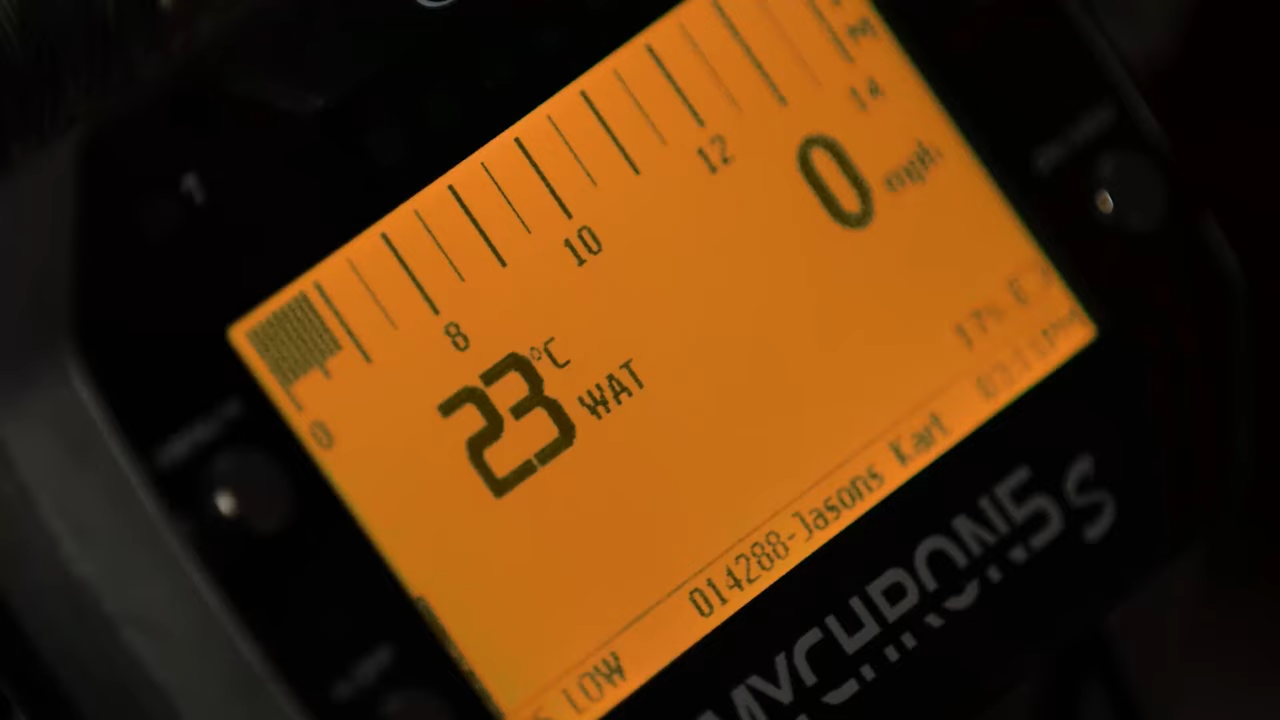 14
12
0 mph
10
8
0
23 °C
WAT
014288-Jasons Kart
LOW
MYCHRON5 S